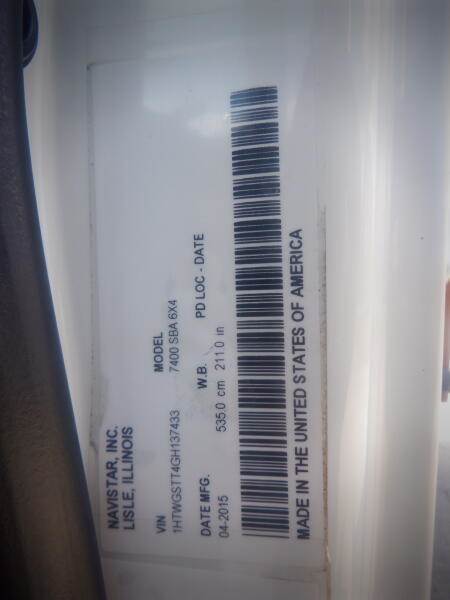 NAVISTAR, INC.
LISLE, ILLINOIS
VIN MODEL
1HTWGSTT4GH137433 7400 SBA 6X4
DATE MFG. W.B. PD LOC - DATE
04-2015 535.0 cm 211.0 in
MADE IN THE UNITED STATES OF AMERICA